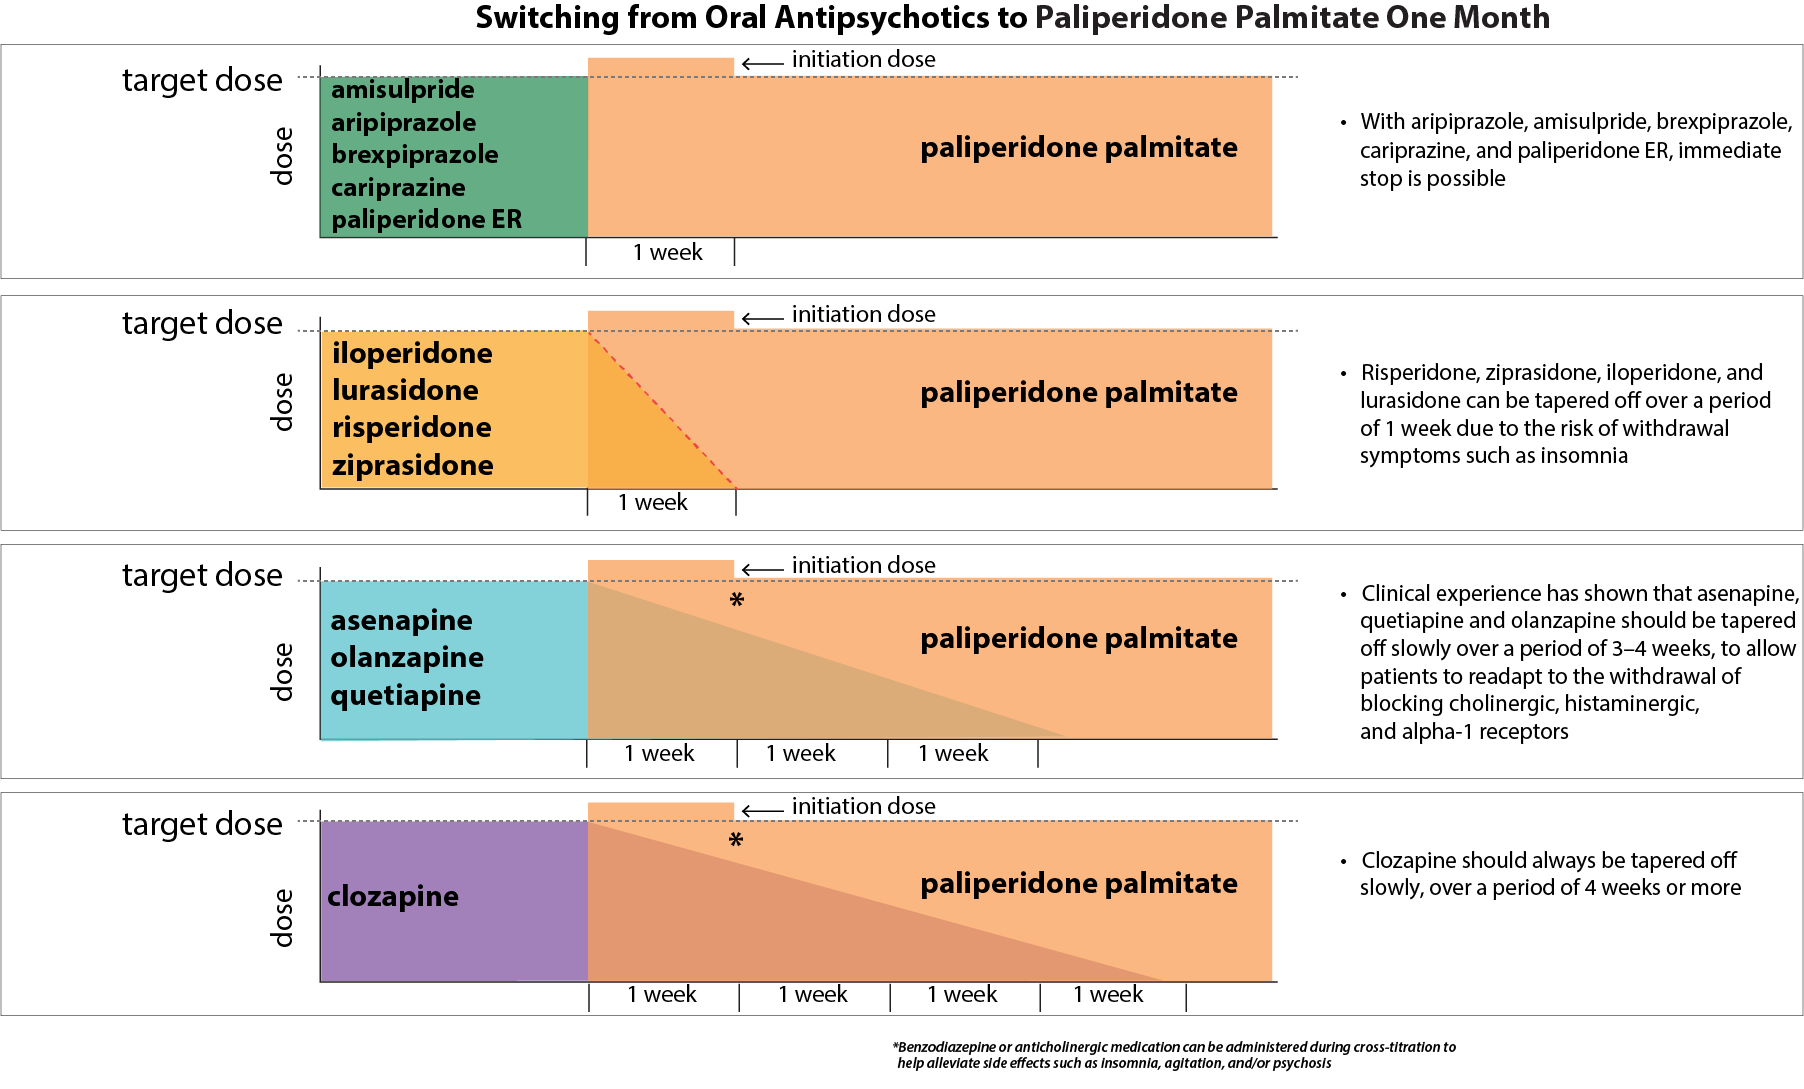 Switching from Oral Antipsychotics to Paliperidone Palmitate One Month
target dose
dose
amisulpride
aripiprazole
brexpiprazole
cariprazine
paliperidone ER
← initiation dose
paliperidone palmitate
1 week
• With aripiprazole, amisulpride, brexpiprazole,
cariprazine, and paliperidone ER, immediate
stop is possible
target dose
dose
iloperidone
lurasidone
risperidone
ziprasidone
← initiation dose
paliperidone palmitate
1 week
• Risperidone, ziprasidone, iloperidone, and
lurasidone can be tapered off over a period
of 1 week due to the risk of withdrawal
symptoms such as insomnia
target dose
dose
asenapine
olanzapine
quetiapine
← initiation dose
*
paliperidone palmitate
1 week 1 week 1 week
• Clinical experience has shown that asenapine,
quetiapine and olanzapine should be tapered
off slowly over a period of 3–4 weeks, to allow
patients to readapt to the withdrawal of
blocking cholinergic, histaminergic,
and alpha-1 receptors
target dose
dose
clozapine
← initiation dose
*
paliperidone palmitate
1 week 1 week 1 week 1 week
• Clozapine should always be tapered off
slowly, over a period of 4 weeks or more
*Benzodiazepine or anticholinergic medication can be administered during cross-titration to
help alleviate side effects such as insomnia, agitation, and/or psychosis